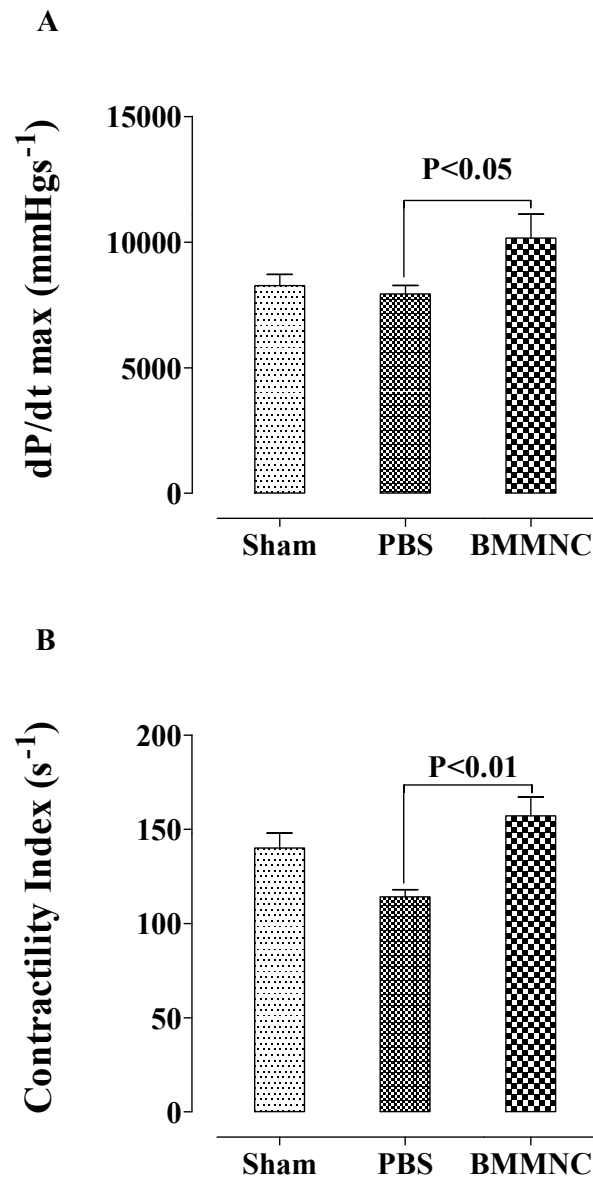 A
dP/dt max (mmHgs⁻¹)
15000
10000
5000
0
P<0.05
Sham PBS BMMNC
B
Contractility Index (s⁻¹)
200
150
100
50
0
P<0.01
Sham PBS BMMNC